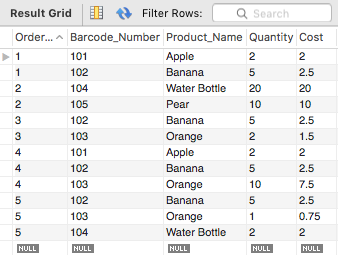 Result Grid Filter Rows: Search
Order... Barcode_Number Product_Name Quantity Cost
1 101 Apple 2 2
1 102 Banana 5 2.5
2 104 Water Bottle 20 20
2 105 Pear 10 10
3 102 Banana 5 2.5
3 103 Orange 2 1.5
4 101 Apple 2 2
4 102 Banana 5 2.5
4 103 Orange 10 7.5
5 102 Banana 5 2.5
5 103 Orange 1 0.75
5 104 Water Bottle 2 2
NULL NULL NULL NULL NULL